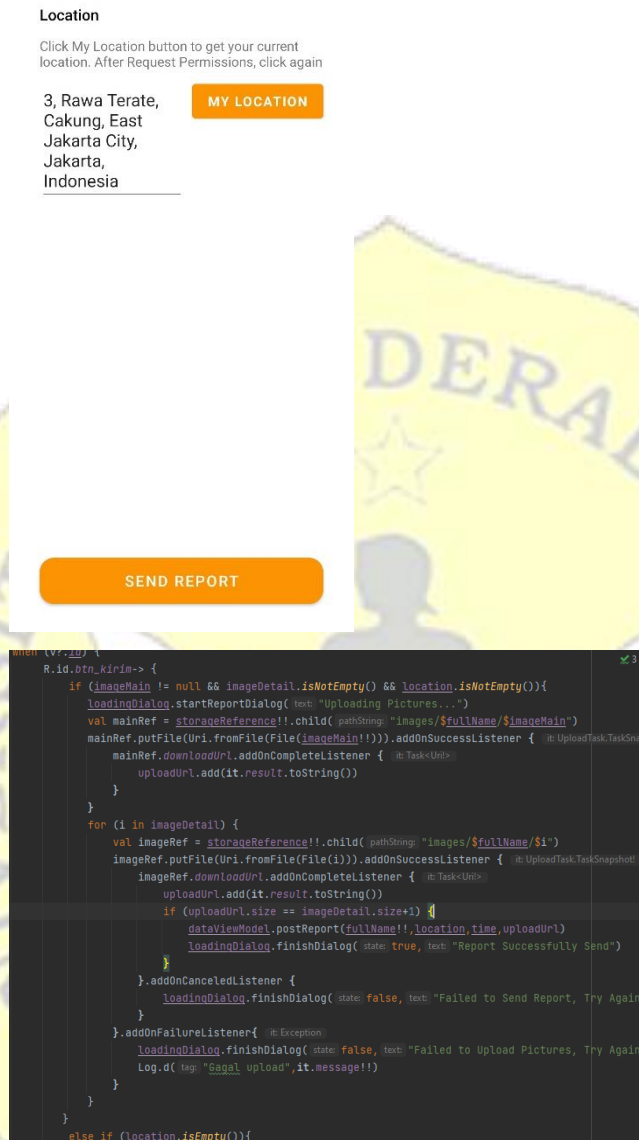 Location
Click My Location button to get your current
location. After Request Permissions, click again
3, Rawa Terate,
Cakung, East
Jakarta City,
Jakarta,
Indonesia
MY LOCATION
DERAL
SEND REPORT
when (v?.id) {
3
R.id.btn_kirim-> {
if (imageMain != null && imageDetail.isNotEmpty() && location.isNotEmpty()){
loadingDialog.startReportDialog( text: "Uploading Pictures...")
val mainRef = storageReference!!.child( pathString: "images/$fullName/$imageMain")
mainRef.putFile(Uri.fromFile(File(imageMain!!))).addOnSuccessListener { it: UploadTask.TaskSna
mainRef.downloadUrl.addOnCompleteListener { it: Task<Uri!>
uploadUrl.add(it.result.toString())
}
}
for (i in imageDetail) {
val imageRef = storageReference!!.child( pathString: "images/$fullName/$i")
imageRef.putFile(Uri.fromFile(File(i))).addOnSuccessListener { it: UploadTask.TaskSnapshot!
imageRef.downloadUrl.addOnCompleteListener { it: Task<Uri!>
uploadUrl.add(it.result.toString())
if (uploadUrl.size == imageDetail.size+1) {
dataViewModel.postReport(fullName!!,location,time,uploadUrl)
loadingDialog.finishDialog( state: true, text: "Report Successfully Send")
}
}.addOnCanceledListener {
loadingDialog.finishDialog( state: false, text: "Failed to Send Report, Try Again
}
}.addOnFailureListener{ it: Exception
loadingDialog.finishDialog( state: false, text: "Failed to Upload Pictures, Try Again
Log.d( tag: "Gagal upload",it.message!!)
}
}
}
else if (location.isEmpty()){